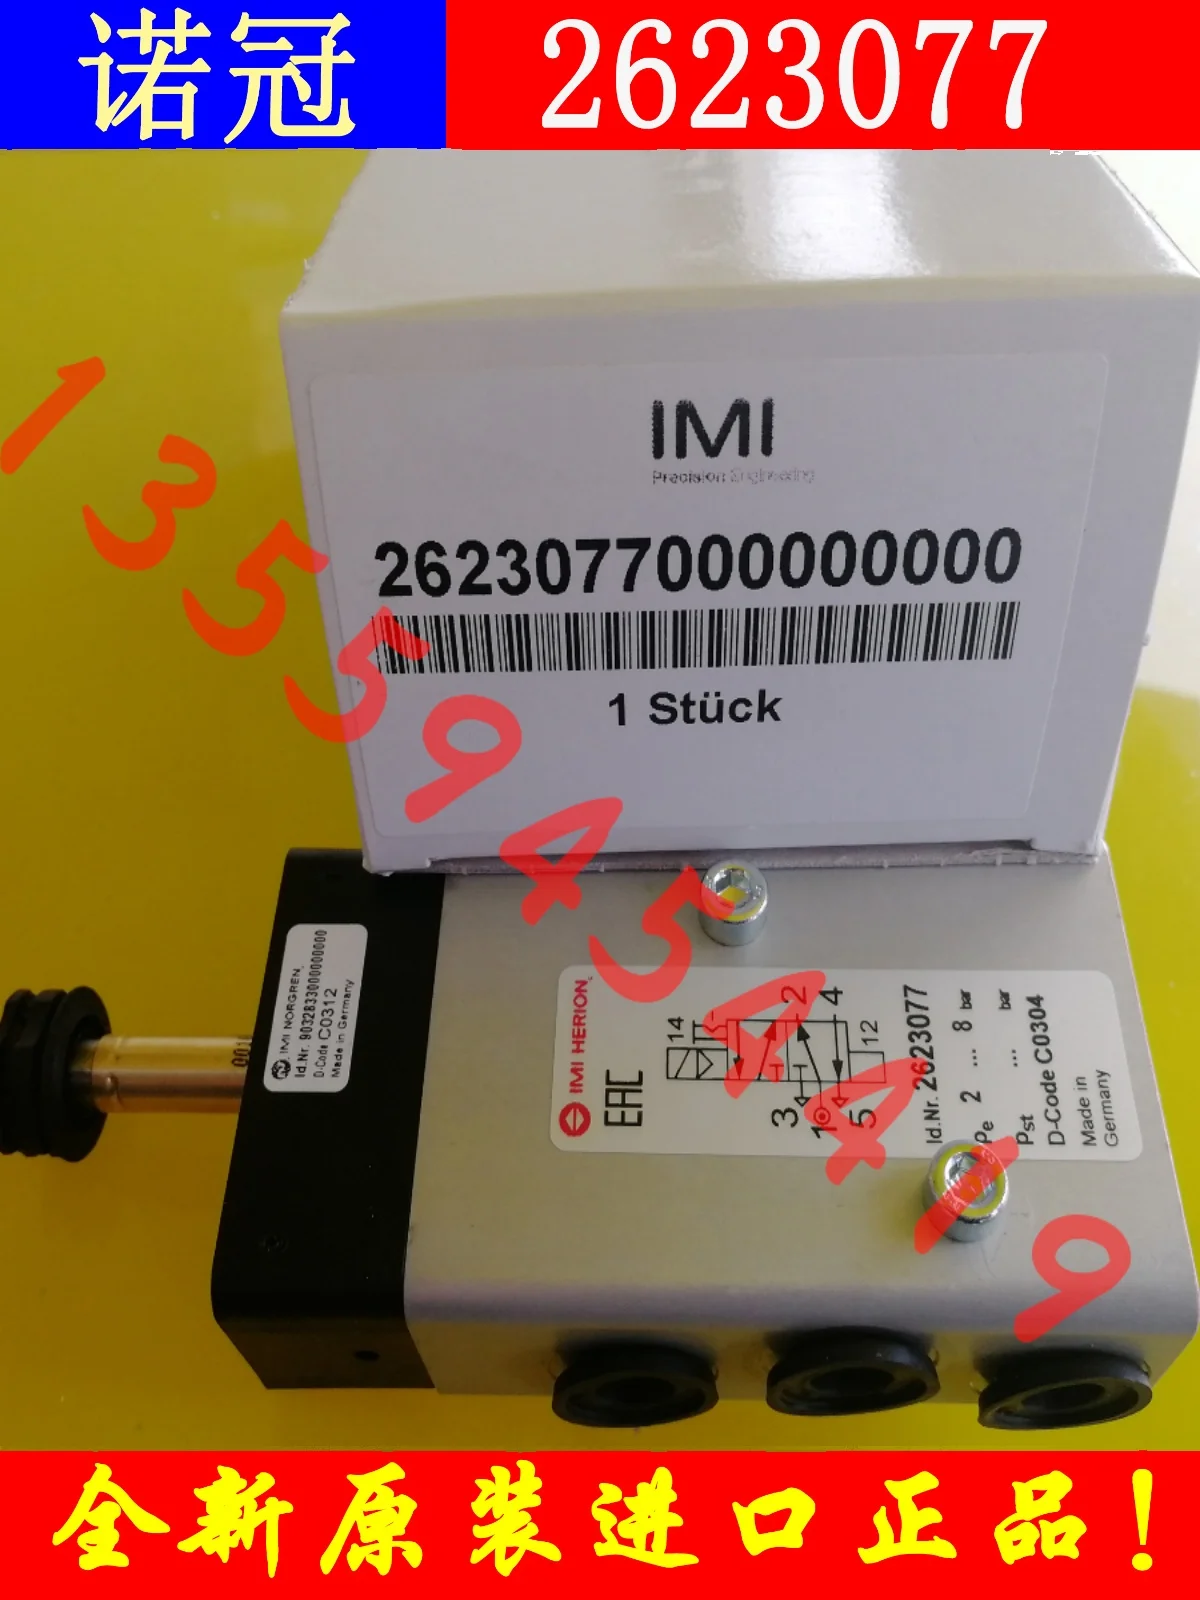 诺冠 2623077
IMI
Precision Engineering
2623077000000000
1 Stück
13559454419
IMI NORGREN
Id.Nr. 9032833000000000
D-Code C0312
Made in Germany
IMI HERION
EAC
14 2 4 12
3 1 5
Id.Nr. 2623077
Pe 2 ... 8 bar
Pst ... bar
D-Code C0304
Made in
Germany
全新原装进口正品!